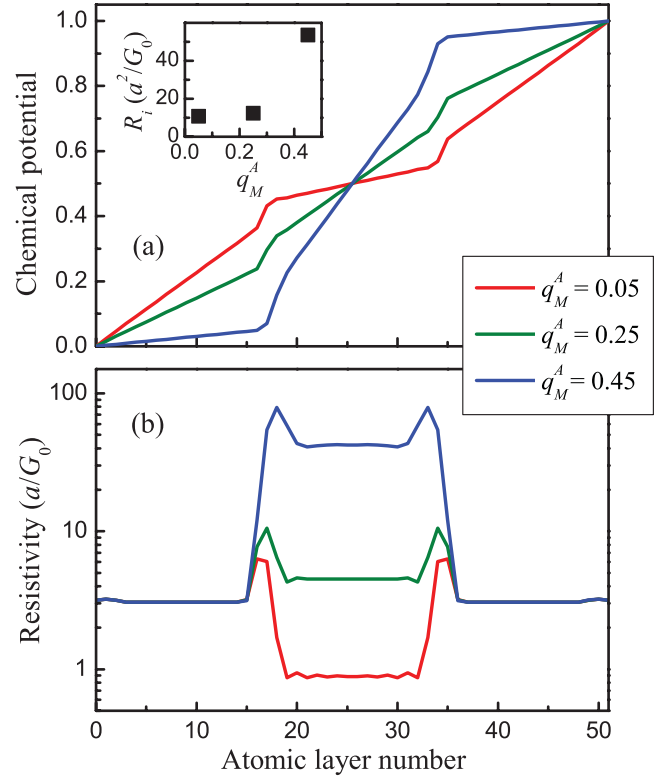 1.0
0.8
0.6
0.4
0.2
0.0
Chemical potential
(a)
40
20
0
R_i (a^2/G_0)
0.0 0.4
q_M^A
q_M^A = 0.05
q_M^A = 0.25
q_M^A = 0.45
100
10
1
Resistivity (a/G_0)
(b)
0 10 20 30 40 50
Atomic layer number